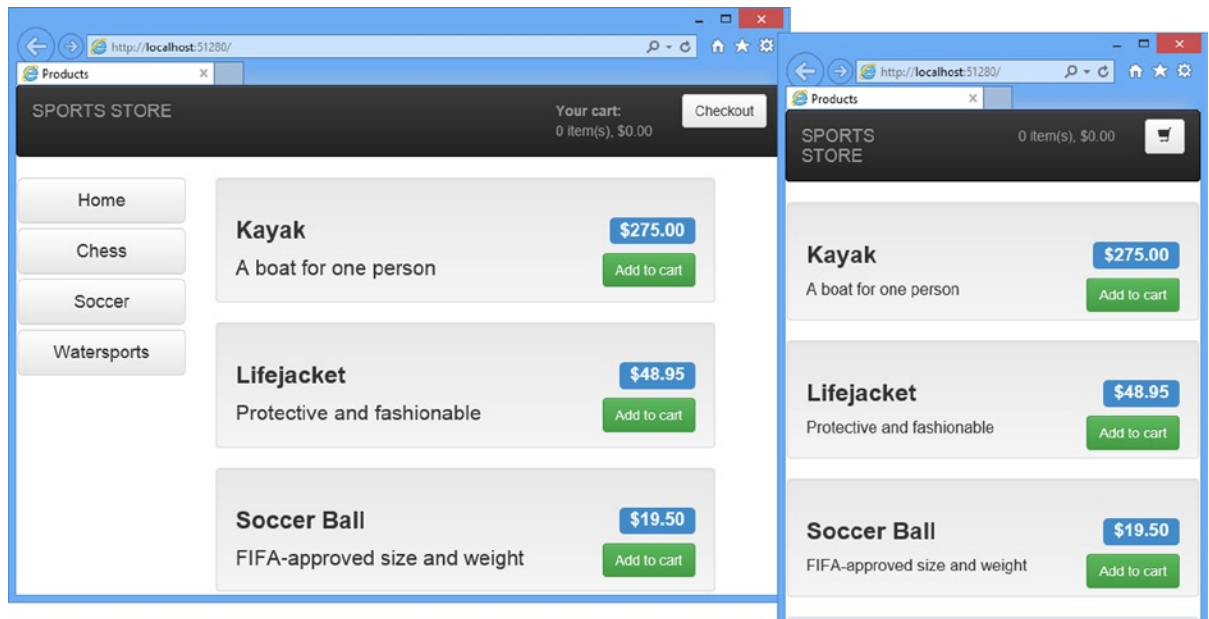 http://localhost:51280/
Products
SPORTS STORE
Your cart:
0 item(s), $0.00
Checkout
Home
Chess
Soccer
Watersports
Kayak
$275.00
A boat for one person
Add to cart
Lifejacket
$48.95
Protective and fashionable
Add to cart
Soccer Ball
$19.50
FIFA-approved size and weight
Add to cart
http://localhost:51280/
Products
SPORTS
STORE
0 item(s), $0.00
Kayak
$275.00
A boat for one person
Add to cart
Lifejacket
$48.95
Protective and fashionable
Add to cart
Soccer Ball
$19.50
FIFA-approved size and weight
Add to cart